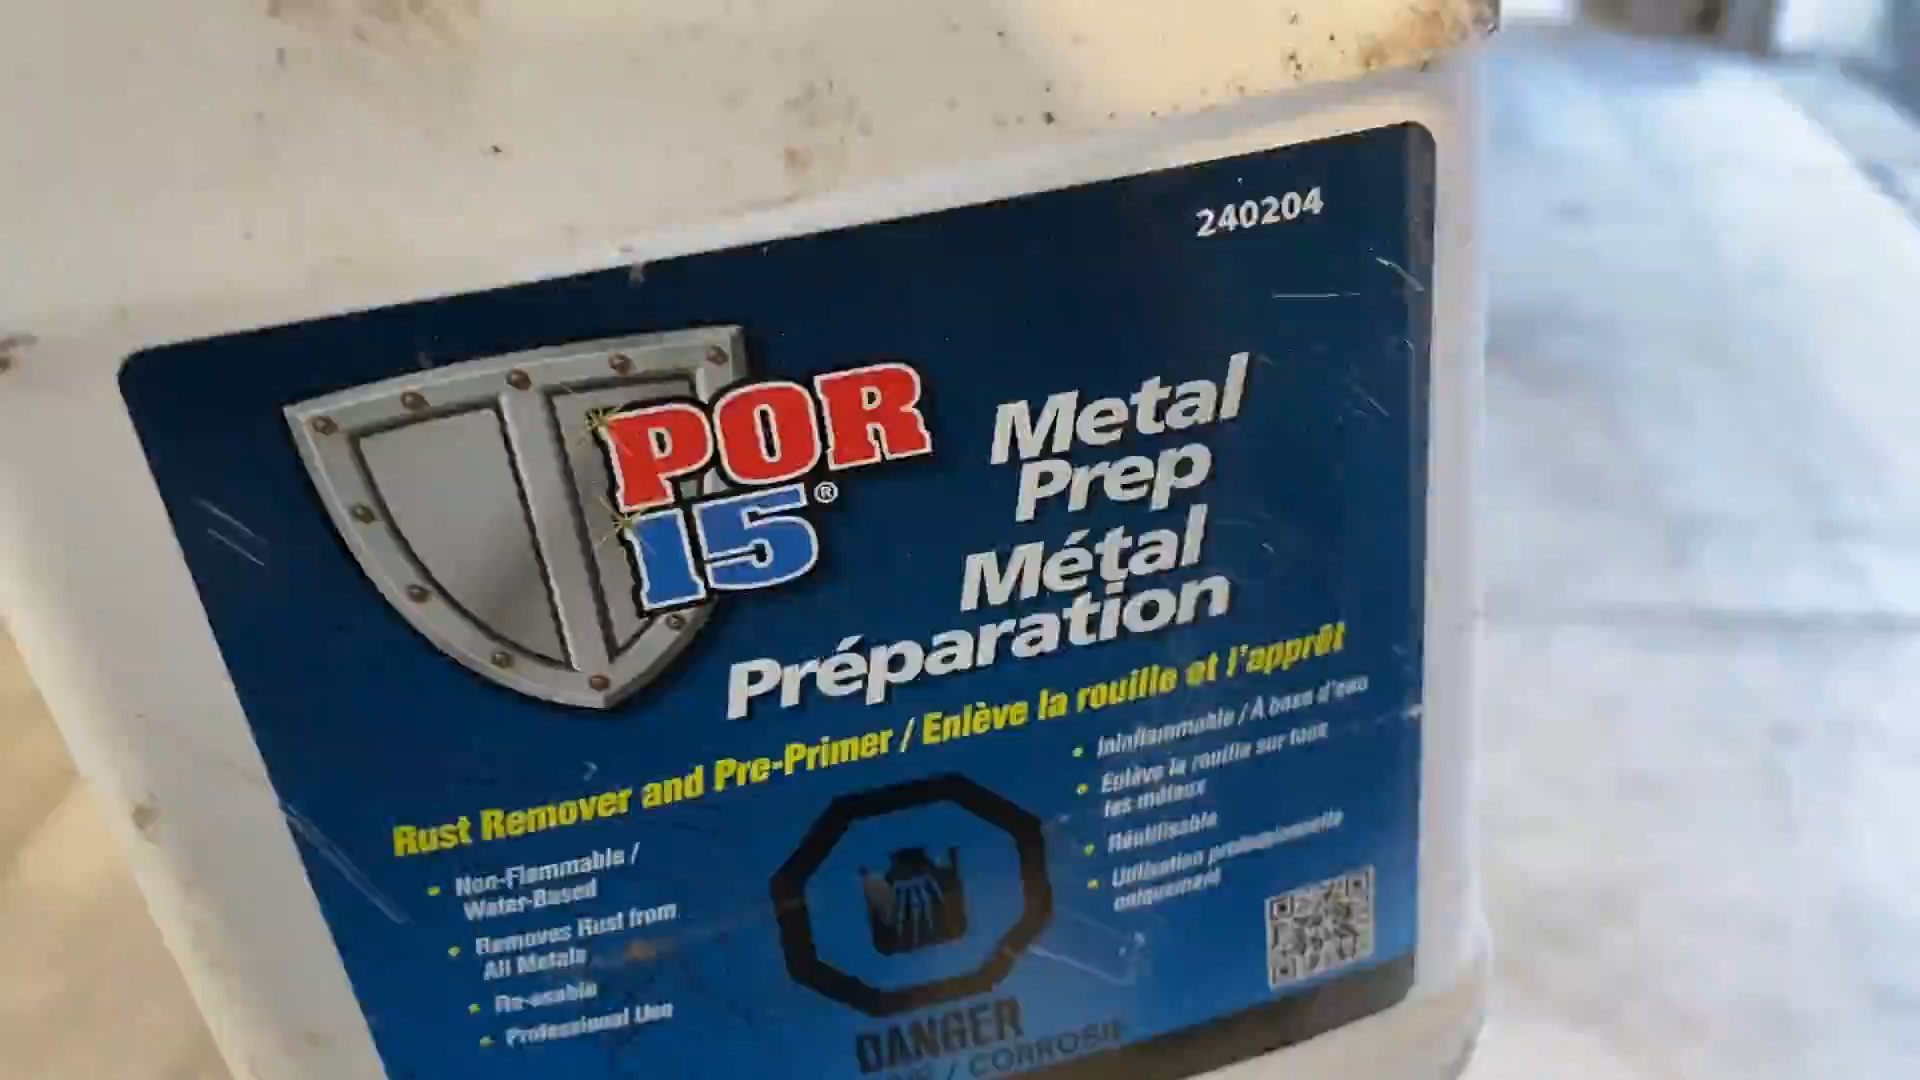 240204
POR
15®
Metal
Prep
Métal
Préparation
Rust Remover and Pre-Primer / Enlève la rouille et l'apprêt
• Non-Flammable /
Water-Based
• Removes Rust from
All Metals
• Re-usable
• Professional Use
• Ininflammable / À base d'eau
• Enlève la rouille sur tous
les métaux
• Réutilisable
• Utilisation professionnelle
uniquement
DANGER
/ CORROSIF